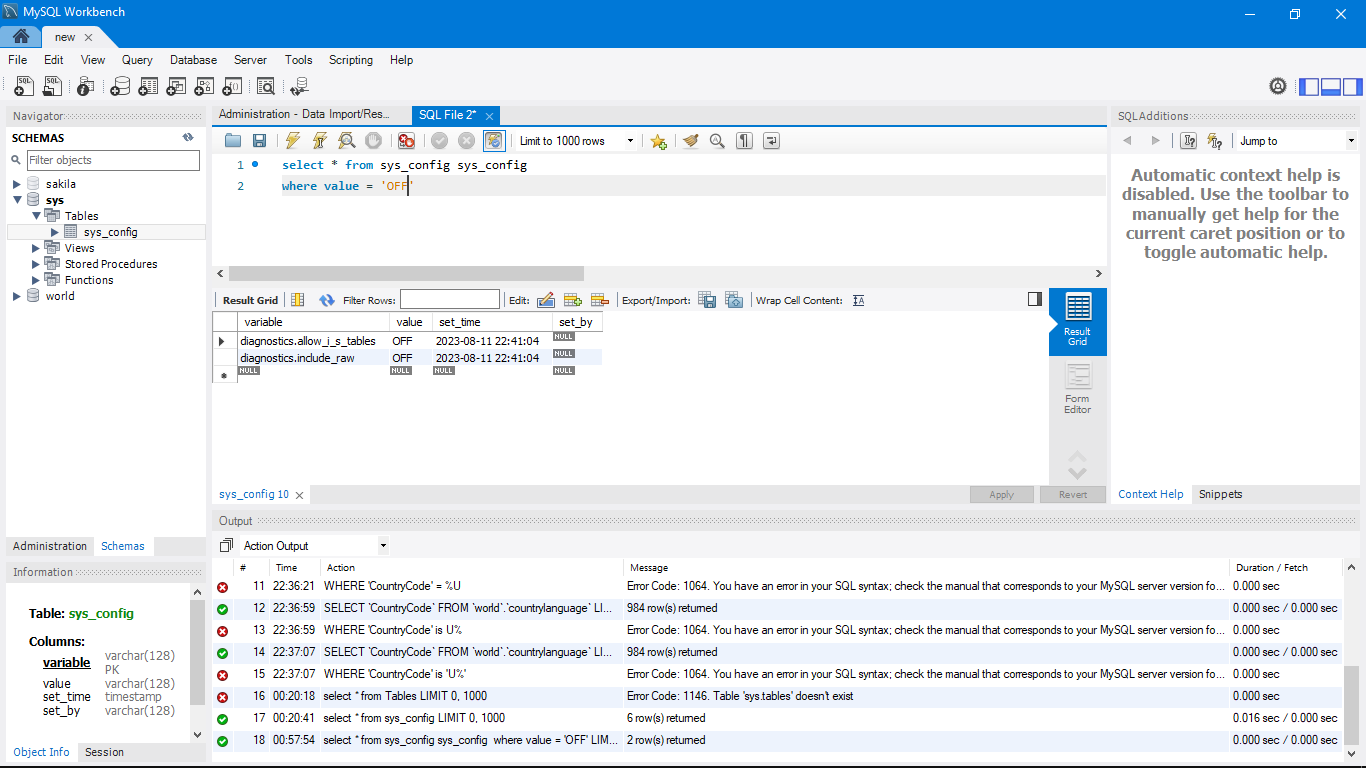 MySQL Workbench
new
File Edit View Query Database Server Tools Scripting Help
Navigator
SCHEMAS
Filter objects
sakila
sys
Tables
sys_config
Views
Stored Procedures
Functions
world
Administration Schemas
Information
Table: sys_config
Columns:
variable varchar(128)
PK
value varchar(128)
set_time timestamp
set_by varchar(128)
Object Info Session
Administration - Data Import/Res... SQL File 2*
Limit to 1000 rows
1 select * from sys_config sys_config
2 where value = 'OFF'
Result Grid Filter Rows: Edit: Export/Import: Wrap Cell Content:
variable value set_time set_by
diagnostics.allow_i_s_tables OFF 2023-08-11 22:41:04 NULL
diagnostics.include_raw OFF 2023-08-11 22:41:04 NULL
NULL NULL NULL NULL
Result
Grid
Form
Editor
sys_config 10
Apply Revert
SQLAdditions
Jump to
Automatic context help is
disabled. Use the toolbar to
manually get help for the
current caret position or to
toggle automatic help.
Context Help Snippets
Output
Action Output
# Time Action Message Duration / Fetch
11 22:36:21 WHERE 'CountryCode' = %U Error Code: 1064. You have an error in your SQL syntax; check the manual that corresponds to your MySQL server version fo... 0.000 sec
12 22:36:59 SELECT `CountryCode` FROM `world`.`countrylanguage` LI... 984 row(s) returned 0.000 sec / 0.000 sec
13 22:36:59 WHERE 'CountryCode' is U% Error Code: 1064. You have an error in your SQL syntax; check the manual that corresponds to your MySQL server version fo... 0.000 sec
14 22:37:07 SELECT `CountryCode` FROM `world`.`countrylanguage` LI... 984 row(s) returned 0.000 sec / 0.000 sec
15 22:37:07 WHERE 'CountryCode' is 'U%' Error Code: 1064. You have an error in your SQL syntax; check the manual that corresponds to your MySQL server version fo... 0.000 sec
16 00:20:18 select * from Tables LIMIT 0, 1000 Error Code: 1146. Table 'sys.tables' doesn't exist 0.000 sec
17 00:20:41 select * from sys_config LIMIT 0, 1000 6 row(s) returned 0.016 sec / 0.000 sec
18 00:57:54 select * from sys_config sys_config where value = 'OFF' LIM... 2 row(s) returned 0.000 sec / 0.000 sec